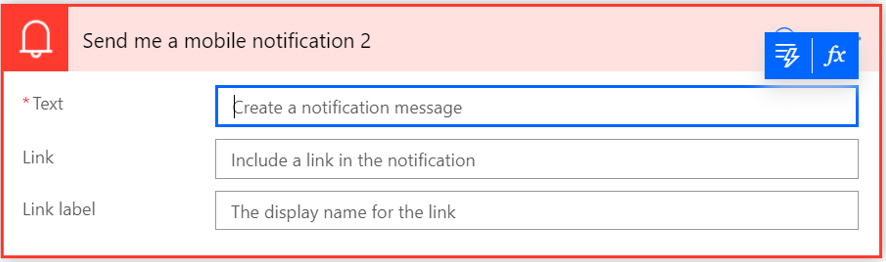 Send me a mobile notification 2
fx
* Text
Create a notification message
Link
Include a link in the notification
Link label
The display name for the link